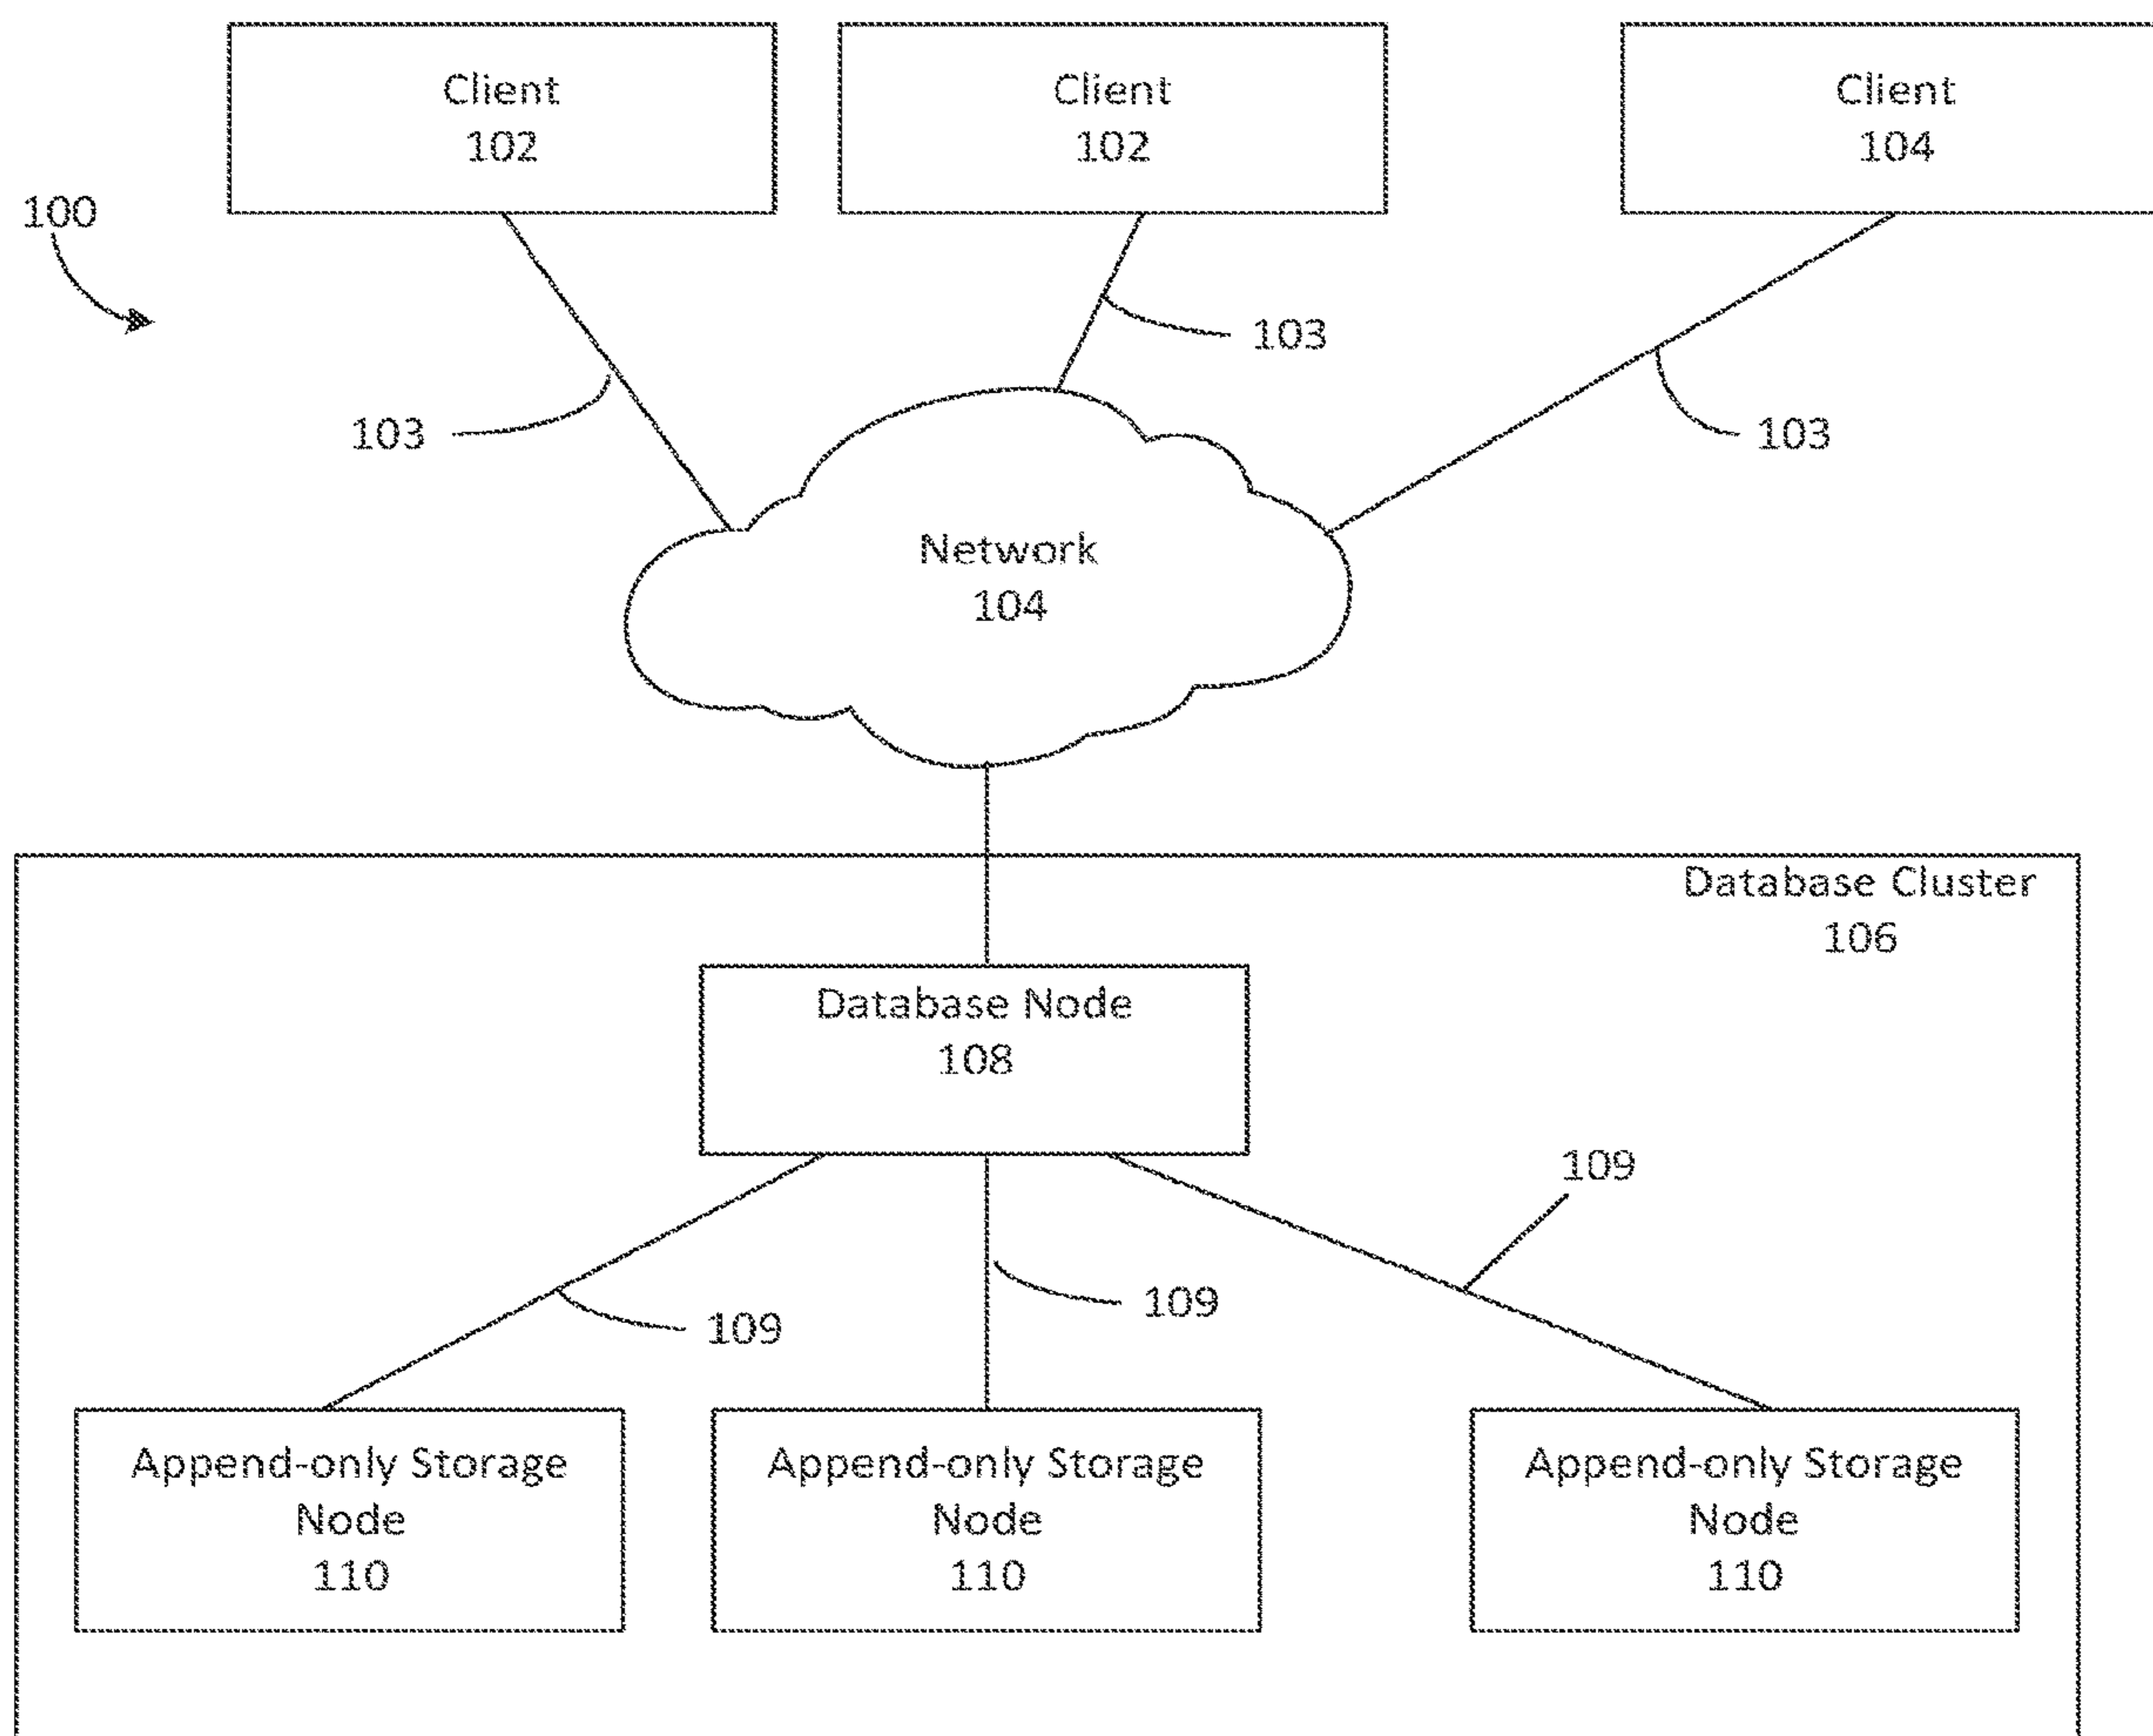 Client
102
Client
102
Client
104
100
103
103
103
Network
104
Database Cluster
106
Database Node
108
109
109
109
Append-only Storage
Node
110
Append-only Storage
Node
110
Append-only Storage
Node
110